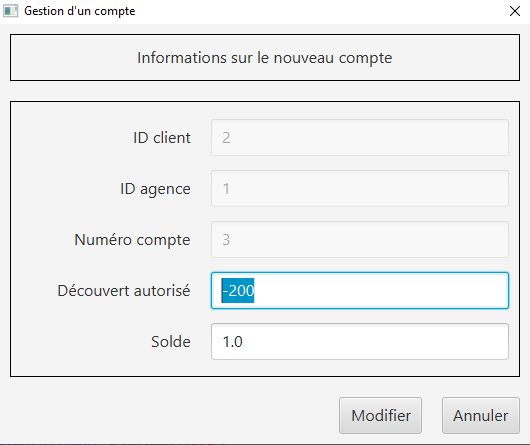 Gestion d'un compte
Informations sur le nouveau compte
ID client 2
ID agence 1
Numéro compte 3
Découvert autorisé -200
Solde 1.0
Modifier Annuler